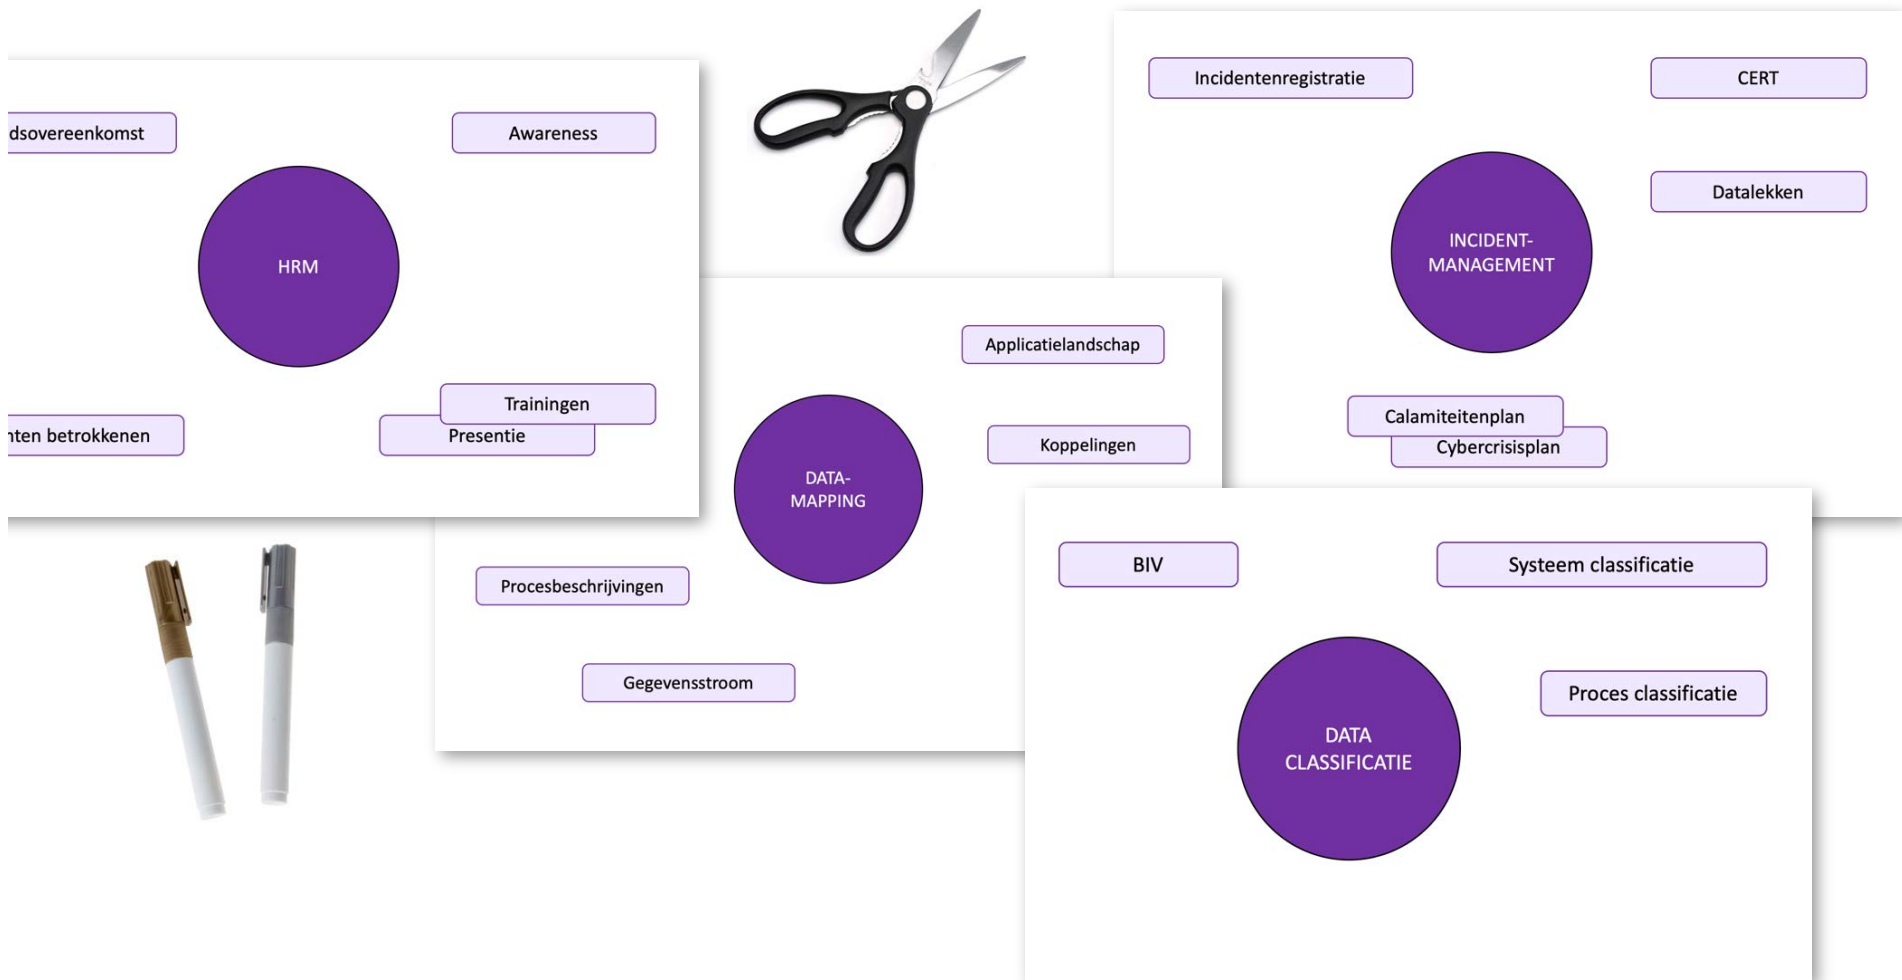 dsovereenkomst
Awareness
HRM
Trainingen
Presentie
nten betrokkenen
Incidentenregistratie
CERT
Datalekken
INCIDENT-
MANAGEMENT
Calamiteitenplan
Cybercrisisplan
Applicatielandschap
Koppelingen
DATA-
MAPPING
Procesbeschrijvingen
Gegevensstroom
BIV
Systeem classificatie
Proces classificatie
DATA
CLASSIFICATIE